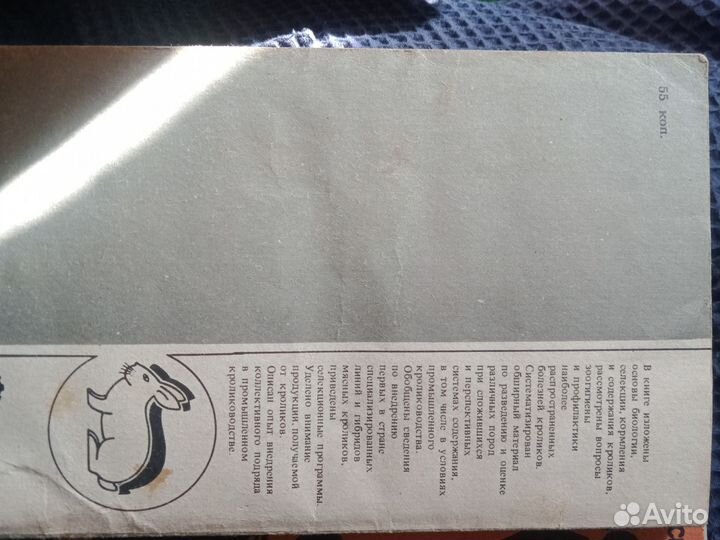 55 коп.
В книге изложены
основы биологии,
селекции, кормления
и содержания кроликов,
рассмотрены вопросы
зоогигиены
и профилактики
наиболее
распространенных
болезней кроликов.
Систематизирован
обширный материал
по разведению и оценке
различных пород
при сложившихся
и перспективных
системах содержания,
в том числе в условиях
промышленного
кролиководства.
Обобщены сведения
по внедрению
первых в стране
специализированных
линий и гибридов
мясных кроликов,
приведены
селекционные программы.
Уделено внимание
продукции, получаемой
от кроликов.
Описан опыт внедрения
коллективного подряда
в промышленном
кролиководстве.
С
Avito